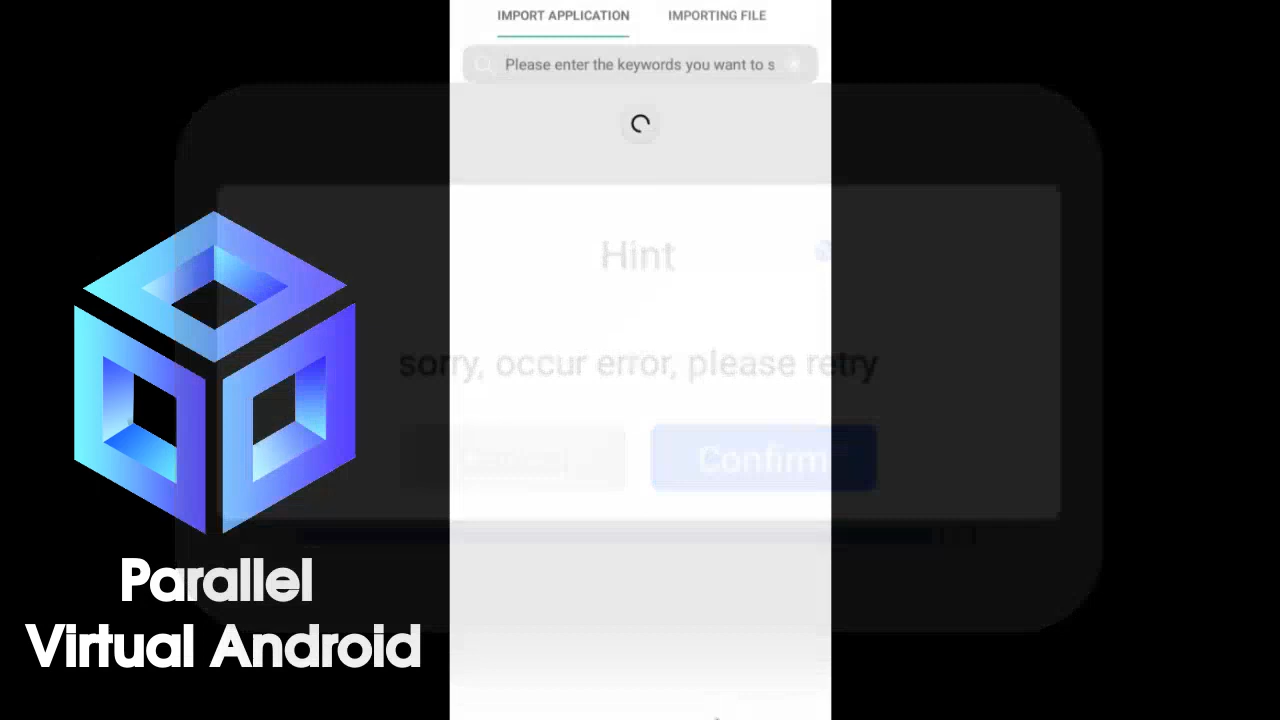 IMPORT APPLICATION IMPORTING FILE
Please enter the keywords you want to s
Hint
sorry, occur error, please retry
Confirm
Parallel
Virtual Android